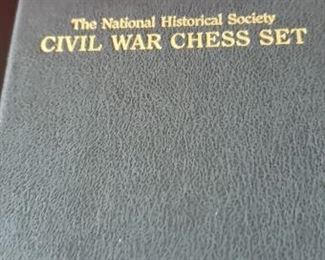 The National Historical Society
CIVIL WAR CHESS SET